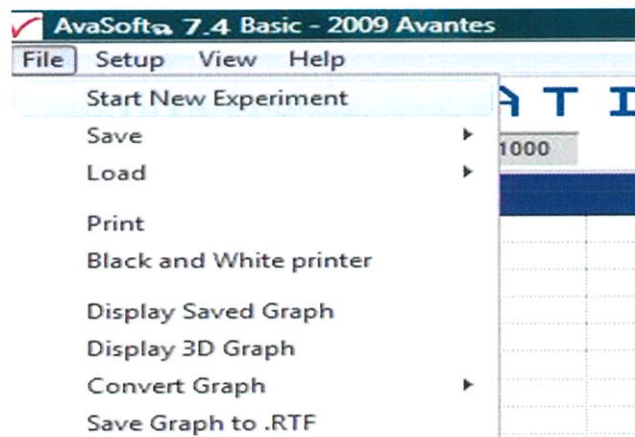 AvaSoft® 7.4 Basic - 2009 Avantes
File Setup View Help
Start New Experiment
Save
Load
1000
Print
Black and White printer
Display Saved Graph
Display 3D Graph
Convert Graph
Save Graph to .RTF